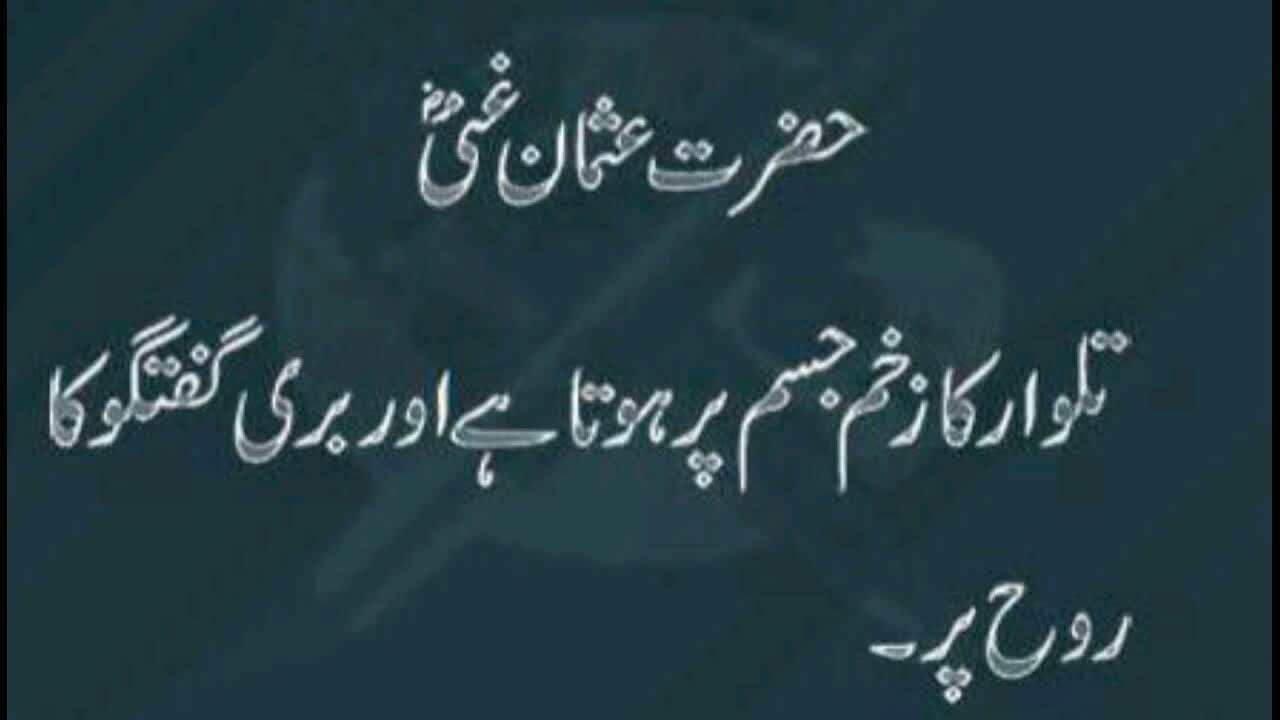 حضرت عثمان غنیؓ
تلوار کا زخم جسم پر ہوتا ہے اور بری گفتگو کا
روح پر۔